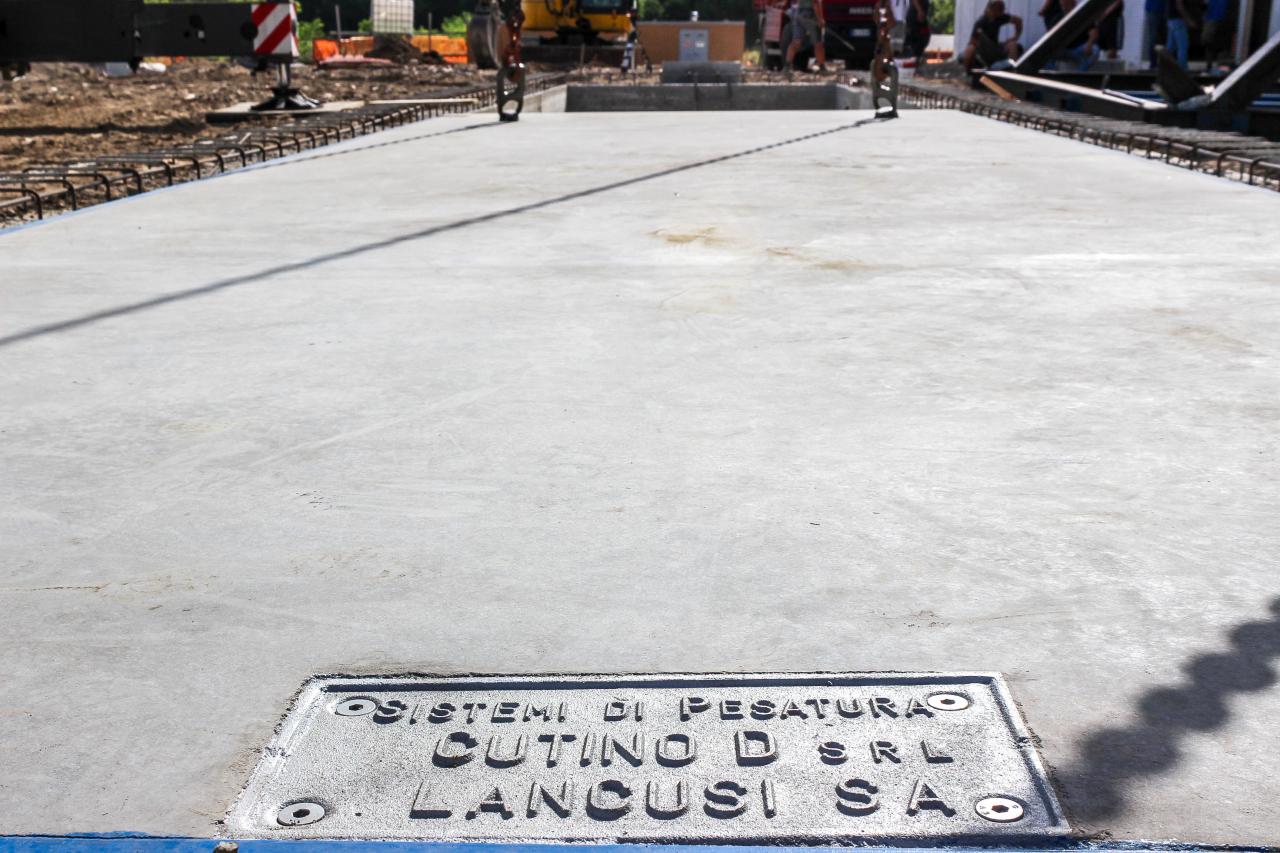 SISTEMI DI PESATURA
CUTINO D SRL
LANCUSI SA